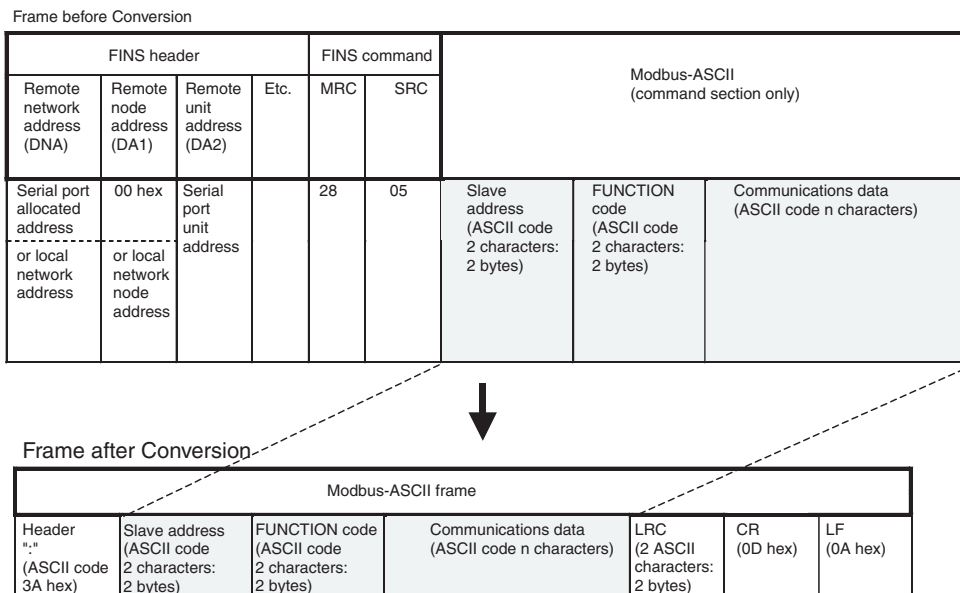 Frame before Conversion
FINS header
FINS command
Modbus-ASCII
(command section only)
Remote
network
address
(DNA)
Remote
node
address
(DA1)
Remote
unit
address
(DA2)
Etc.
MRC
SRC
Serial port
allocated
address
00 hex
Serial
port
unit
address
28
05
Slave
address
(ASCII code
2 characters:
2 bytes)
FUNCTION
code
(ASCII code
2 characters:
2 bytes)
Communications data
(ASCII code n characters)
or local
network
address
or local
network
node
address
Frame after Conversion
Modbus-ASCII frame
Header
":"
(ASCII code
3A hex)
Slave address
(ASCII code
2 characters:
2 bytes)
FUNCTION code
(ASCII code
2 characters:
2 bytes)
Communications data
(ASCII code n characters)
LRC
(2 ASCII
characters:
2 bytes)
CR
(0D hex)
LF
(0A hex)